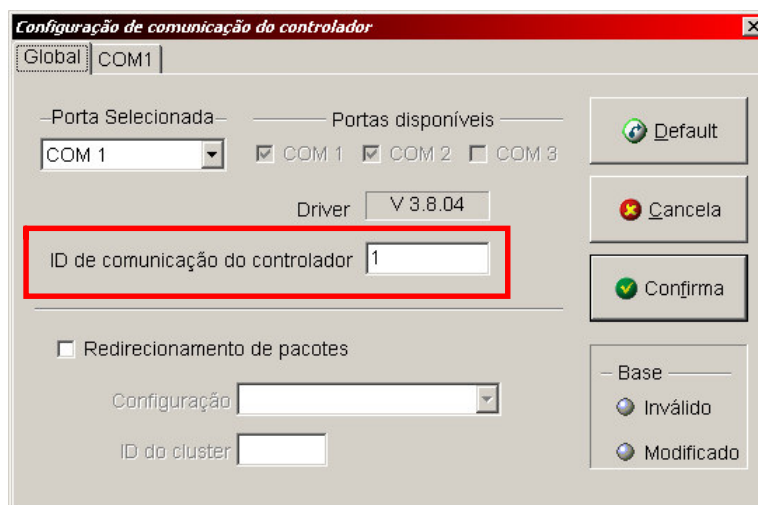 Configuração de comunicação do controlador
Global COM1
Porta Selecionada Portas disponíveis
COM 1 COM 1 COM 2 COM 3
Default
Driver V 3.8.04
Cancela
ID de comunicação do controlador 1
Confirma
Redirecionamento de pacotes
Base
Configuração
Inválido
ID do cluster
Modificado